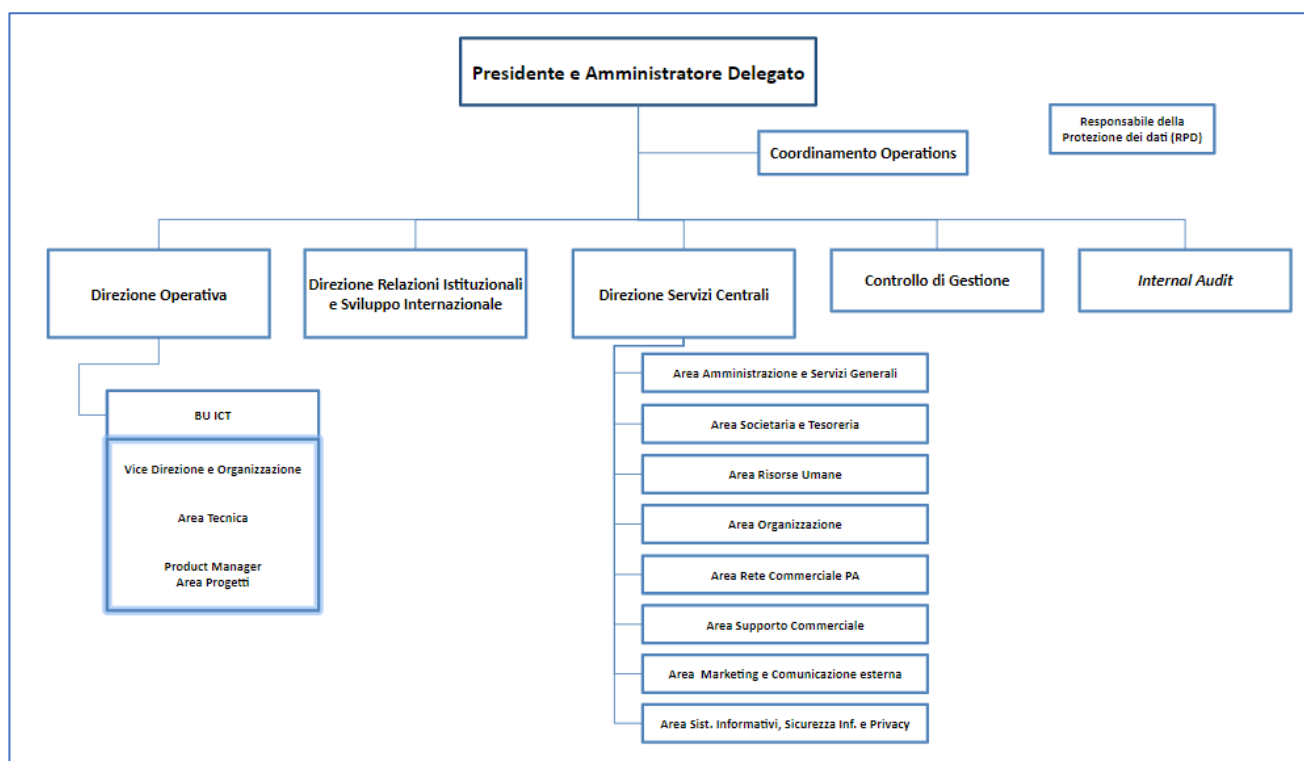 Presidente e Amministratore Delegato
Responsabile della
Protezione dei dati (RPD)
Coordinamento Operations
Direzione Operativa
Direzione Relazioni Istituzionali
e Sviluppo Internazionale
Direzione Servizi Centrali
Controllo di Gestione
Internal Audit
BU ICT
Vice Direzione e Organizzazione
Area Tecnica
Product Manager
Area Progetti
Area Amministrazione e Servizi Generali
Area Societaria e Tesoreria
Area Risorse Umane
Area Organizzazione
Area Rete Commerciale PA
Area Supporto Commerciale
Area Marketing e Comunicazione esterna
Area Sist. Informativi, Sicurezza Inf. e Privacy